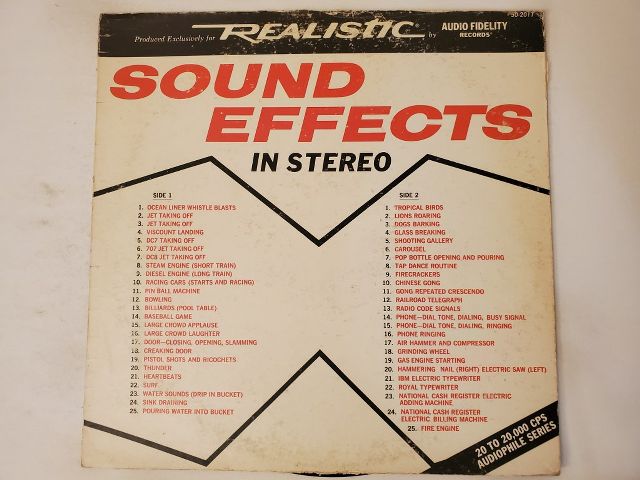 SD-2017
Produced Exclusively for REALISTIC by AUDIO FIDELITY RECORDS®
SOUND
EFFECTS
IN STEREO
SIDE 1
1. OCEAN LINER WHISTLE BLASTS
2. JET TAKING OFF
3. JET TAKING OFF
4. VISCOUNT LANDING
5. DC7 TAKING OFF
6. 707 JET TAKING OFF
7. DC8 JET TAKING OFF
8. STEAM ENGINE (SHORT TRAIN)
9. DIESEL ENGINE (LONG TRAIN)
10. RACING CARS (STARTS AND RACING)
11. PIN BALL MACHINE
12. BOWLING
13. BILLIARDS (POOL TABLE)
14. BASEBALL GAME
15. LARGE CROWD APPLAUSE
16. LARGE CROWD LAUGHTER
17. DOOR—CLOSING, OPENING, SLAMMING
18. CREAKING DOOR
19. PISTOL SHOTS AND RICOCHETS
20. THUNDER
21. HEARTBEATS
22. SURF
23. WATER SOUNDS (DRIP IN BUCKET)
24. SINK DRAINING
25. POURING WATER INTO BUCKET
SIDE 2
1. TROPICAL BIRDS
2. LIONS ROARING
3. DOGS BARKING
4. GLASS BREAKING
5. SHOOTING GALLERY
6. CAROUSEL
7. POP BOTTLE OPENING AND POURING
8. TAP DANCE ROUTINE
9. FIRECRACKERS
10. CHINESE GONG
11. GONG REPEATED CRESCENDO
12. RAILROAD TELEGRAPH
13. RADIO CODE SIGNALS
14. PHONE—DIAL TONE, DIALING, BUSY SIGNAL
15. PHONE—DIAL TONE, DIALING, RINGING
16. PHONE RINGING
17. AIR HAMMER AND COMPRESSOR
18. GRINDING WHEEL
19. GAS ENGINE STARTING
20. HAMMERING NAIL (RIGHT) ELECTRIC SAW (LEFT)
21. IBM ELECTRIC TYPEWRITER
22. ROYAL TYPEWRITER
23. NATIONAL CASH REGISTER ELECTRIC
ADDING MACHINE
24. NATIONAL CASH REGISTER
ELECTRIC BILLING MACHINE
25. FIRE ENGINE
20 TO 20,000 CPS
AUDIOPHILE SERIES